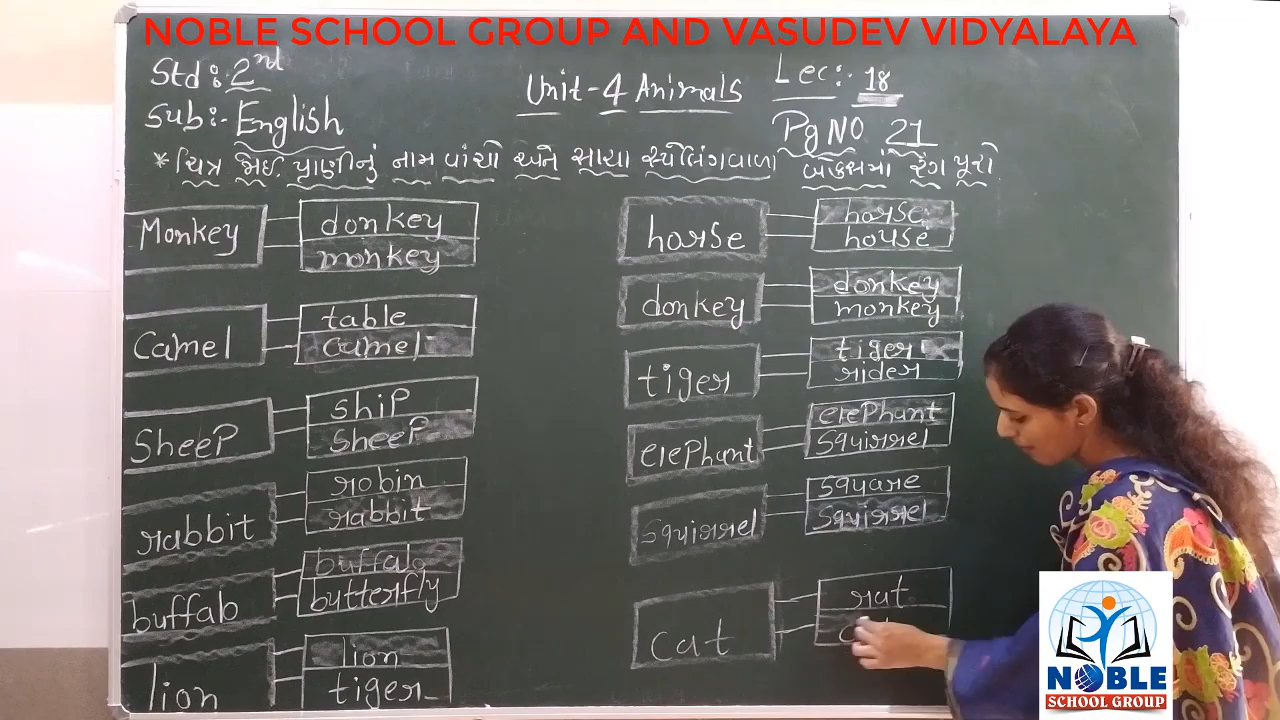 NOBLE SCHOOL GROUP AND VASUDEV VIDYALAYA
Std: 2nd
Unit-4 Animals
Lec:- 18
Sub:- English
Pg NO 21
* ચિત્ર જોઈ પ્રાણીનું નામ વાંચો અને સાચા સ્પેલિંગવાળા બોક્સમાં રંગ પૂરો
Monkey
donkey
monkey
Camel
table
camel
Sheep
ship
sheep
rabbit
robin
rabbit
buffalo
buffalo
butterfly
lion
lion
tiger
horse
horse
house
donkey
donkey
monkey
tiger
tiger
rider
elephant
elephant
squirrel
squirrel
square
squirrel
cat
rat
NOBLE
SCHOOL GROUP